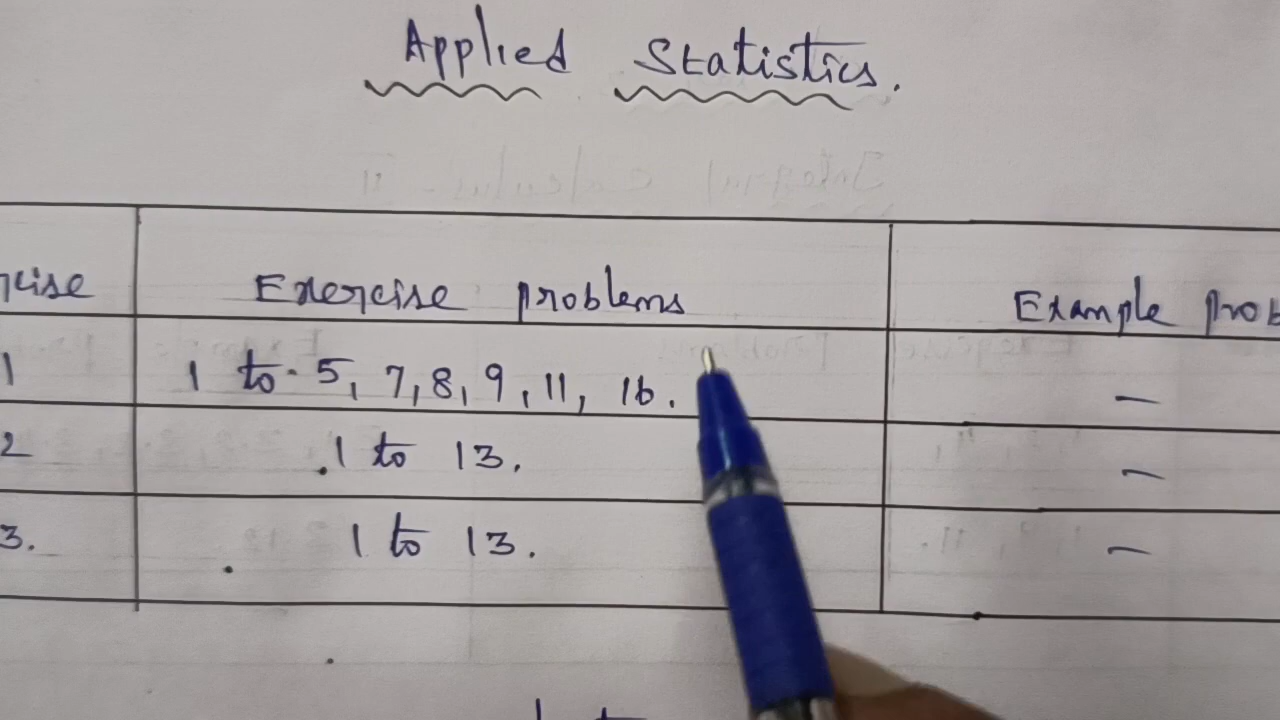 Applied Statistics.
rcise Exercise problems Example Prob
1 1 to 5, 7, 8, 9, 11, 16. -
2 1 to 13. -
3. 1 to 13. -